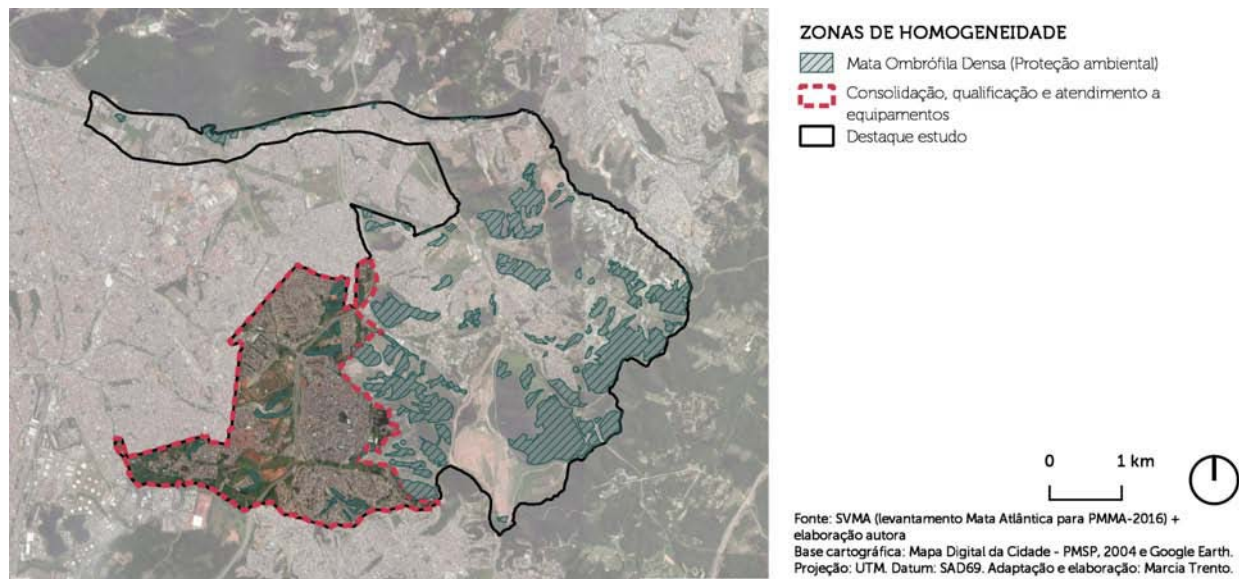 ZONAS DE HOMOGENEIDADE
Mata Ombrófila Densa (Proteção ambiental)
Consolidação, qualificação e atendimento a
equipamentos
Destaque estudo
0 1 km
Fonte: SVMA (levantamento Mata Atlântica para PMMA-2016) +
elaboração autora
Base cartográfica: Mapa Digital da Cidade - PMSP, 2004 e Google Earth.
Projeção: UTM. Datum: SAD69. Adaptação e elaboração: Marcia Trento.